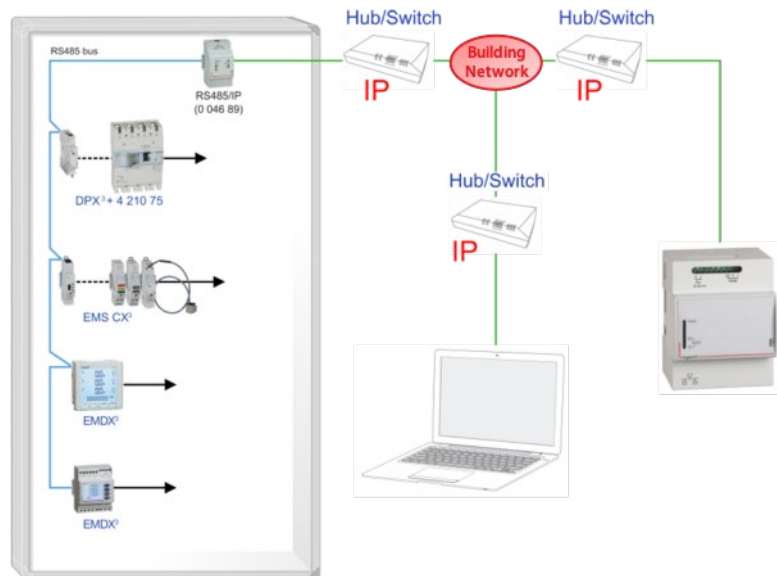 Hub/Switch
Hub/Switch
RS485 bus
Building
Network
IP
IP
RS485/IP
(0 046 89)
DPX³ + 4 210 75
Hub/Switch
IP
EMS CX³
EMDX³
EMDX³